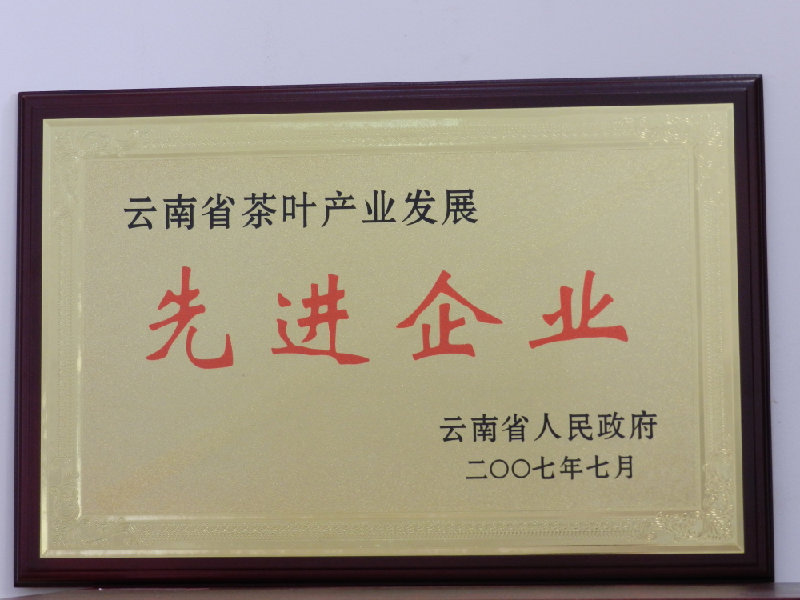 云南省茶叶产业发展
先进企业
云南省人民政府
二〇〇七年七月